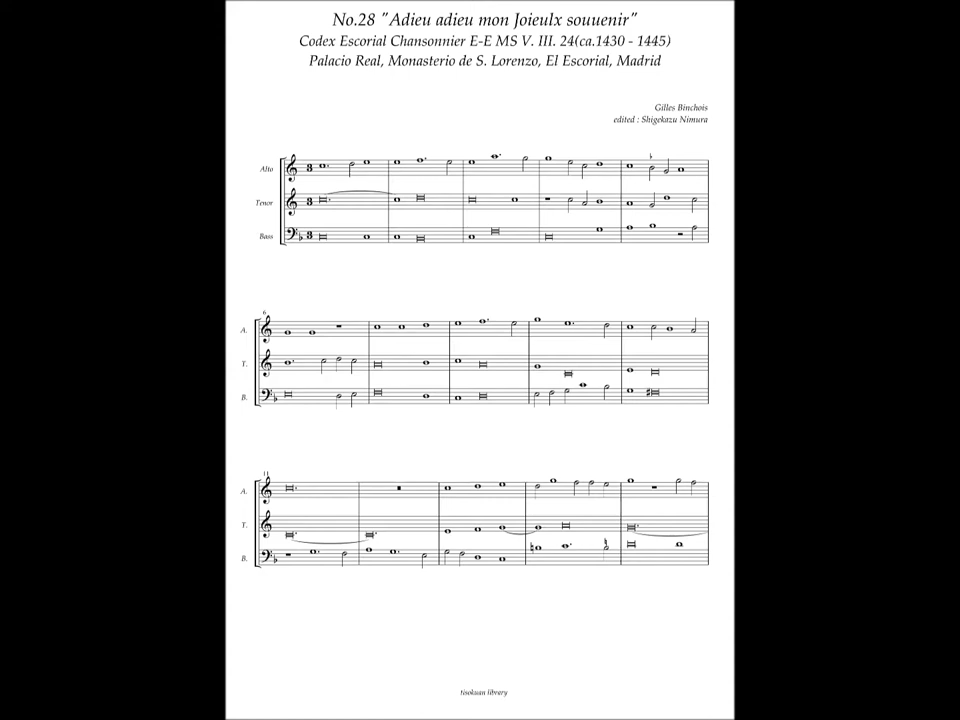 No.28 "Adieu adieu mon Joieulx souuenir"
Codex Escorial Chansonnier E-E MS V. III. 24(ca.1430 - 1445)
Palacio Real, Monasterio de S. Lorenzo, El Escorial, Madrid
Gilles Binchois
edited : Shigekazu Nimura
Alto
Tenor
Bass
6
A.
T.
B.
11
A.
T.
B.
tisokuan library